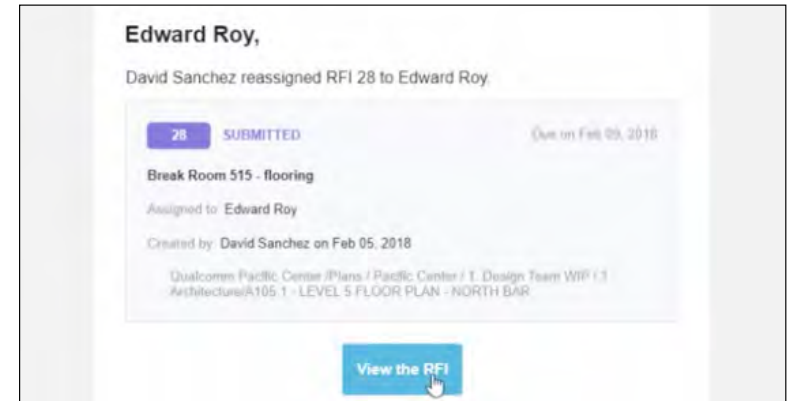 Edward Roy,
David Sanchez reassigned RFI 28 to Edward Roy.
28 SUBMITTED Due on Feb 09, 2018
Break Room 515 - flooring
Assigned to Edward Roy
Created by David Sanchez on Feb 05, 2018
Qualcomm Pacific Center /Plans / Pacific Center / 1. Design Team WIP / 1
Architecture/A105.1 - LEVEL 5 FLOOR PLAN - NORTH BAR
View the RFI